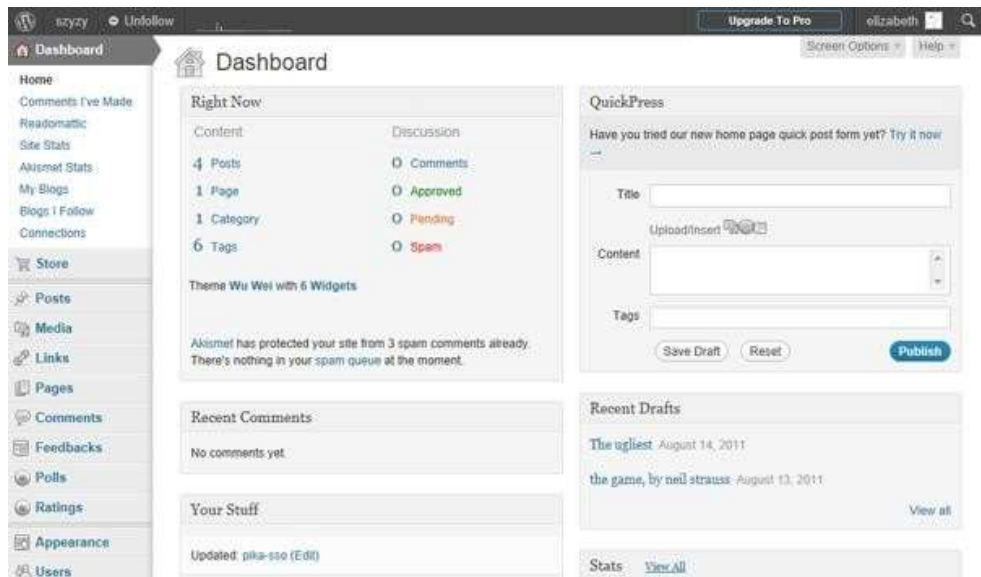 szyzy Unfollow Upgrade To Pro elizabeth
Dashboard
Home
Comments I've Made
Readomattic
Site Stats
Akismet Stats
My Blogs
Blogs I Follow
Connections
Store
Posts
Media
Links
Pages
Comments
Feedbacks
Polls
Ratings
Appearance
Users
Screen Options Help
Dashboard
Right Now
Content Discussion
4 Posts 0 Comments
1 Page 0 Approved
1 Category 0 Pending
6 Tags 0 Spam
Theme Wu Wei with 6 Widgets
Akismet has protected your site from 3 spam comments already.
There's nothing in your spam queue at the moment.
Recent Comments
No comments yet.
Your Stuff
Updated: pika-sso (Edit)
QuickPress
Have you tried our new home page quick post form yet? Try it now
→
Title
Upload/Insert
Content
Tags
Save Draft Reset Publish
Recent Drafts
The ugliest August 14, 2011
the game, by neil strauss August 13, 2011
View all
Stats View All